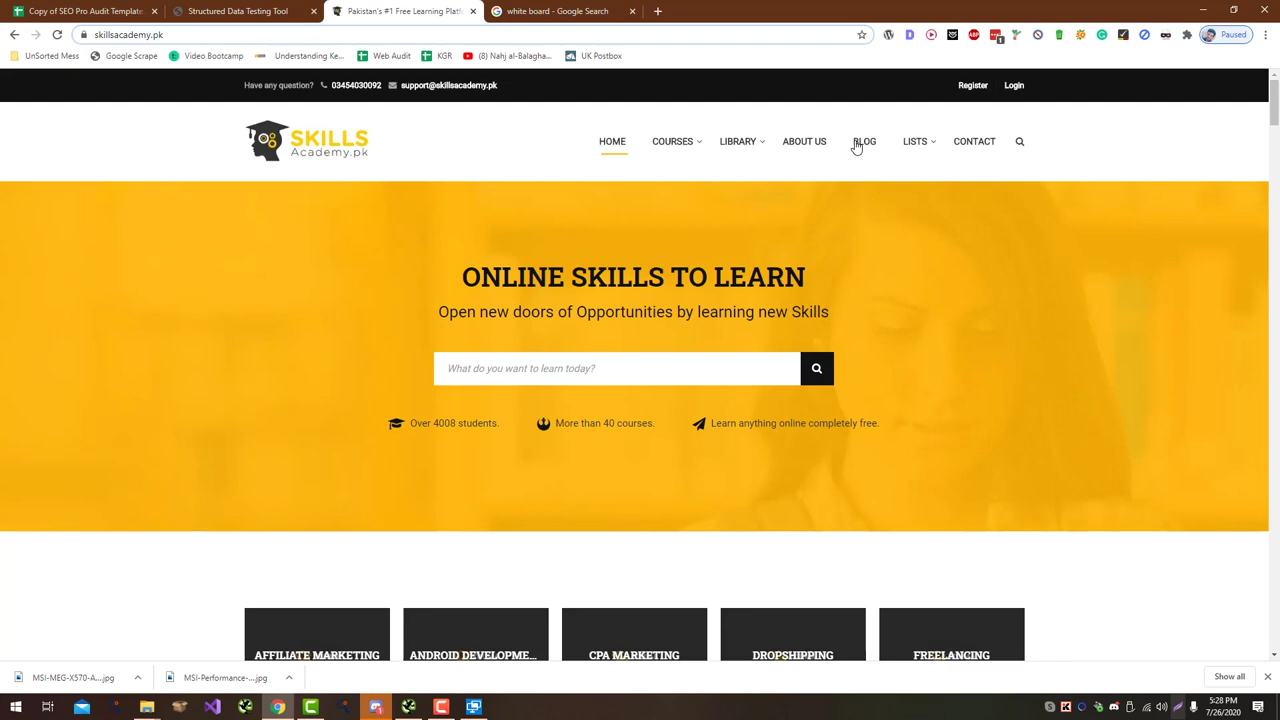 Copy of SEO Pro Audit Template
Structured Data Testing Tool
Pakistan's #1 Free Learning Platf
white board - Google Search
skillsacademy.pk
Paused
UnSorted Mess
Google Scrape
Video Bootcamp
Understanding Ke...
Web Audit
KGR
(8) Nahj al-Balagha...
UK Postbox
Have any question? 03454030092 support@skillsacademy.pk
Register
Login
SKILLS
Academy.pk
HOME
COURSES
LIBRARY
ABOUT US
BLOG
LISTS
CONTACT
ONLINE SKILLS TO LEARN
Open new doors of Opportunities by learning new Skills
What do you want to learn today?
Over 4008 students.
More than 40 courses.
Learn anything online completely free.
AFFILIATE MARKETING
ANDROID DEVELOPME...
CPA MARKETING
DROPSHIPPING
FREELANCING
MSI-MEG-X570-A....jpg
MSI-Performance-....jpg
Show all
5:28 PM
7/26/2020